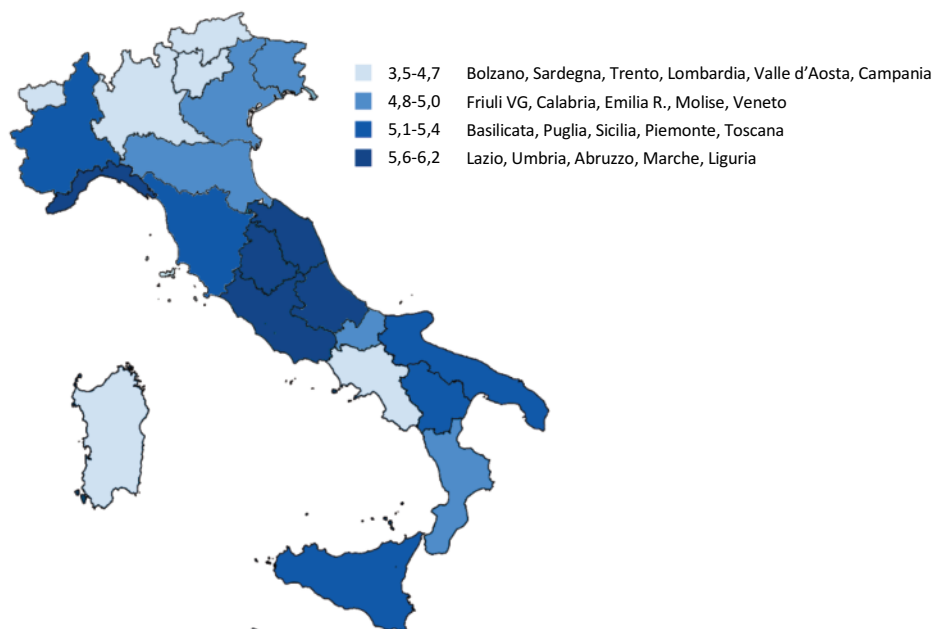 3,5-4,7 Bolzano, Sardegna, Trento, Lombardia, Valle d’Aosta, Campania
4,8-5,0 Friuli VG, Calabria, Emilia R., Molise, Veneto
5,1-5,4 Basilicata, Puglia, Sicilia, Piemonte, Toscana
5,6-6,2 Lazio, Umbria, Abruzzo, Marche, Liguria